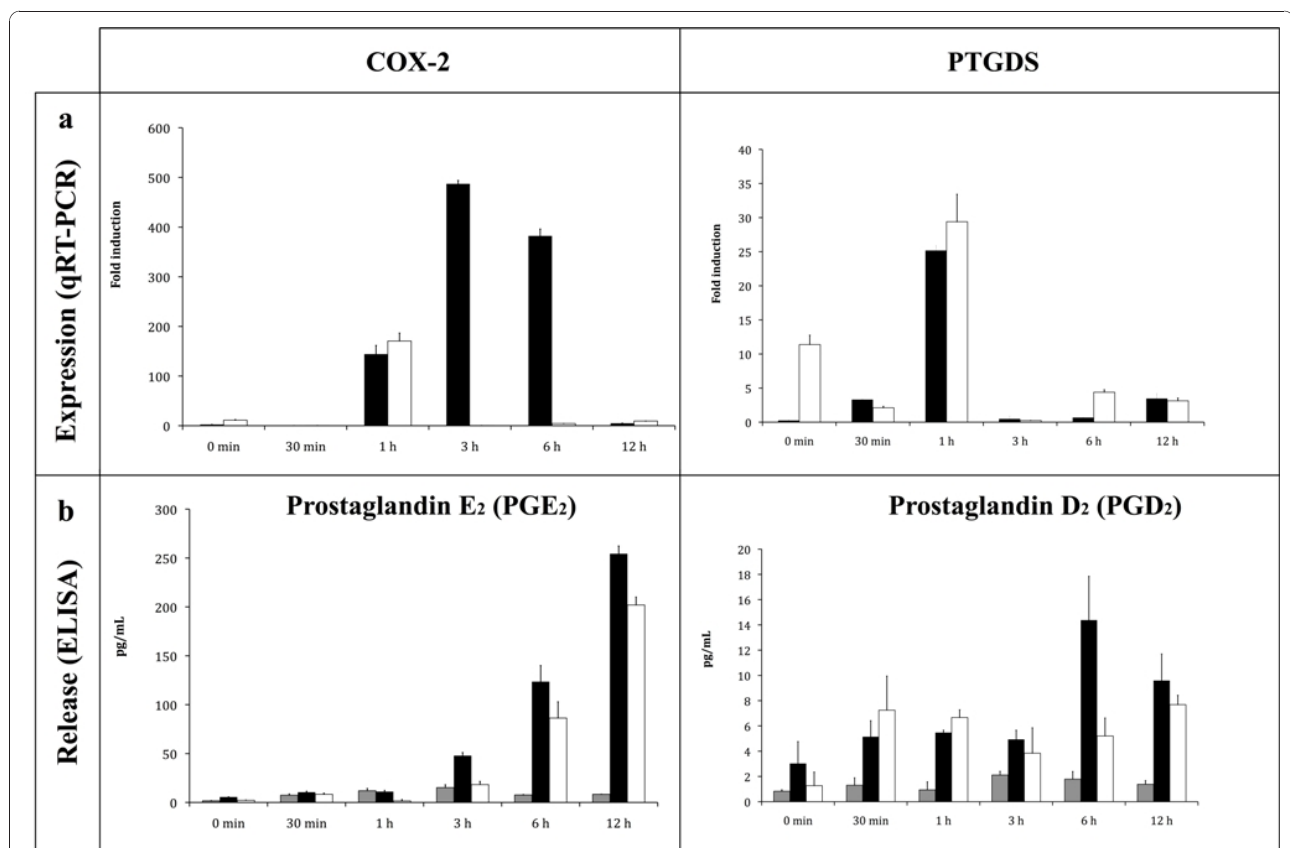 COX-2
PTGDS
a
Expression (qRT-PCR)
Fold induction
600
500
400
300
200
100
0
0 min 30 min 1 h 3 h 6 h 12 h
Fold induction
40
35
30
25
20
15
10
5
0
0 min 30 min 1 h 3 h 6 h 12 h
b
Release (ELISA)
Prostaglandin E₂ (PGE₂)
pg/mL
300
250
200
150
100
50
0
0 min 30 min 1 h 3 h 6 h 12 h
Prostaglandin D₂ (PGD₂)
pg/mL
20
18
16
14
12
10
8
6
4
2
0
0 min 30 min 1 h 3 h 6 h 12 h